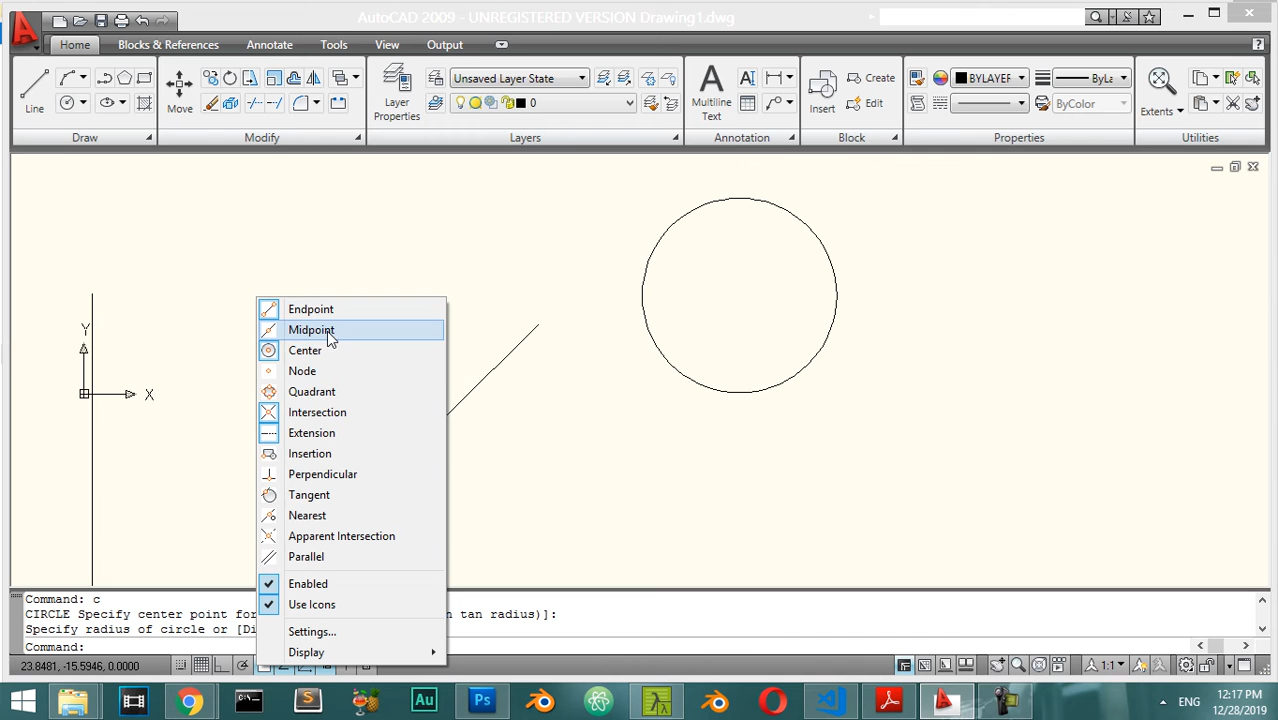 AutoCAD 2009 - UNREGISTERED VERSION Drawing1.dwg
Home Blocks & References Annotate Tools View Output
Line
Move
Layer Properties
Unsaved Layer State
0
Multiline Text
Insert
Create
Edit
BYLAYER
ByLa
ByColor
Extents
Draw Modify Layers Annotation Block Properties Utilities
Y
X
Endpoint
Midpoint
Center
Node
Quadrant
Intersection
Extension
Insertion
Perpendicular
Tangent
Nearest
Apparent Intersection
Parallel
Enabled
Use Icons
Settings...
Display
Command: c
CIRCLE Specify center point for n tan radius)]:
Specify radius of circle or [Di
Command:
23.8481, -15.5946, 0.0000
1:1
Au
Ps
ENG
12:17 PM
12/28/2019